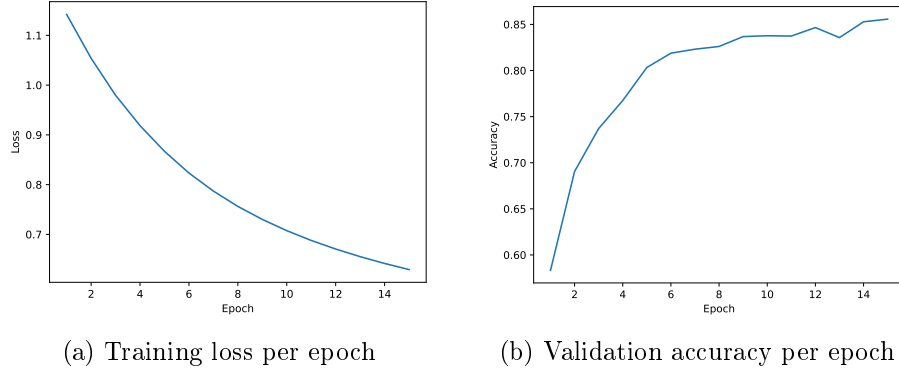 1.1
1.0
0.9
0.8
0.7
Loss
2 4 6 8 10 12 14
Epoch
(a) Training loss per epoch
0.85
0.80
0.75
0.70
0.65
0.60
Accuracy
2 4 6 8 10 12 14
Epoch
(b) Validation accuracy per epoch